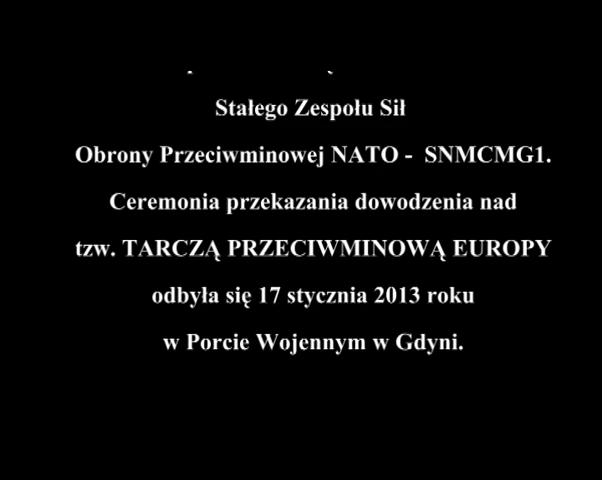 Stałego Zespołu Sił
Obrony Przeciwminowej NATO -  SNMCMG1.
Ceremonia przekazania dowodzenia nad
tzw. TARCZĄ PRZECIWMINOWĄ EUROPY
odbyła się 17 stycznia 2013 roku
w Porcie Wojennym w Gdyni.